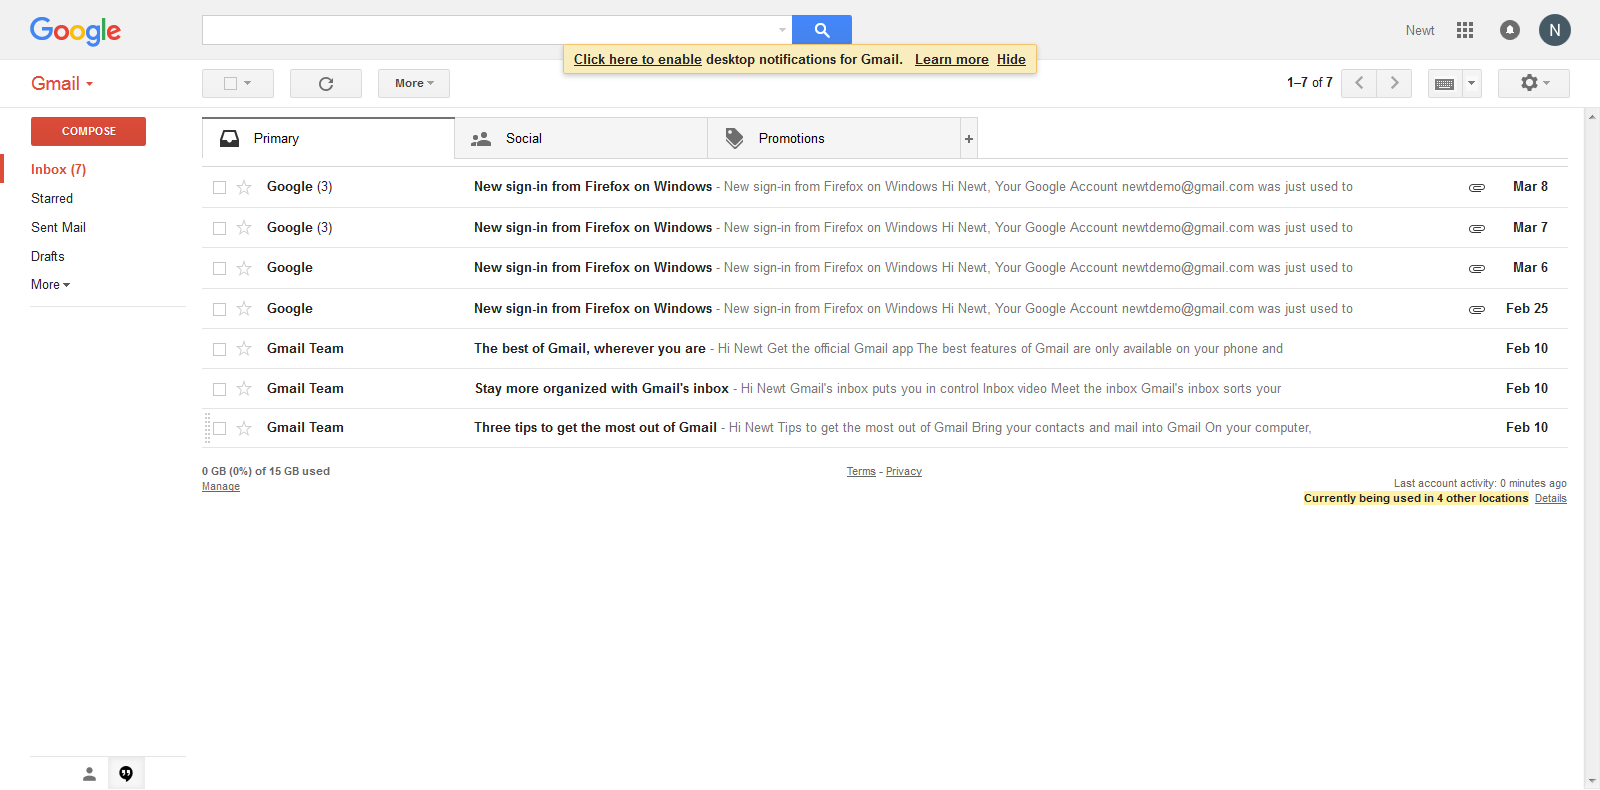 Google
Newt
N
Click here to enable desktop notifications for Gmail. Learn more Hide
Gmail
More
1–7 of 7
COMPOSE
Inbox (7)
Starred
Sent Mail
Drafts
More
Primary
Social
Promotions
+
Google (3) New sign-in from Firefox on Windows - New sign-in from Firefox on Windows Hi Newt, Your Google Account newtdemo@gmail.com was just used to Mar 8
Google (3) New sign-in from Firefox on Windows - New sign-in from Firefox on Windows Hi Newt, Your Google Account newtdemo@gmail.com was just used to Mar 7
Google New sign-in from Firefox on Windows - New sign-in from Firefox on Windows Hi Newt, Your Google Account newtdemo@gmail.com was just used to Mar 6
Google New sign-in from Firefox on Windows - New sign-in from Firefox on Windows Hi Newt, Your Google Account newtdemo@gmail.com was just used to Feb 25
Gmail Team The best of Gmail, wherever you are - Hi Newt Get the official Gmail app The best features of Gmail are only available on your phone and Feb 10
Gmail Team Stay more organized with Gmail's inbox - Hi Newt Gmail's inbox puts you in control Inbox video Meet the inbox Gmail's inbox sorts your Feb 10
Gmail Team Three tips to get the most out of Gmail - Hi Newt Tips to get the most out of Gmail Bring your contacts and mail into Gmail On your computer, Feb 10
0 GB (0%) of 15 GB used
Manage
Terms - Privacy
Last account activity: 0 minutes ago
Currently being used in 4 other locations Details